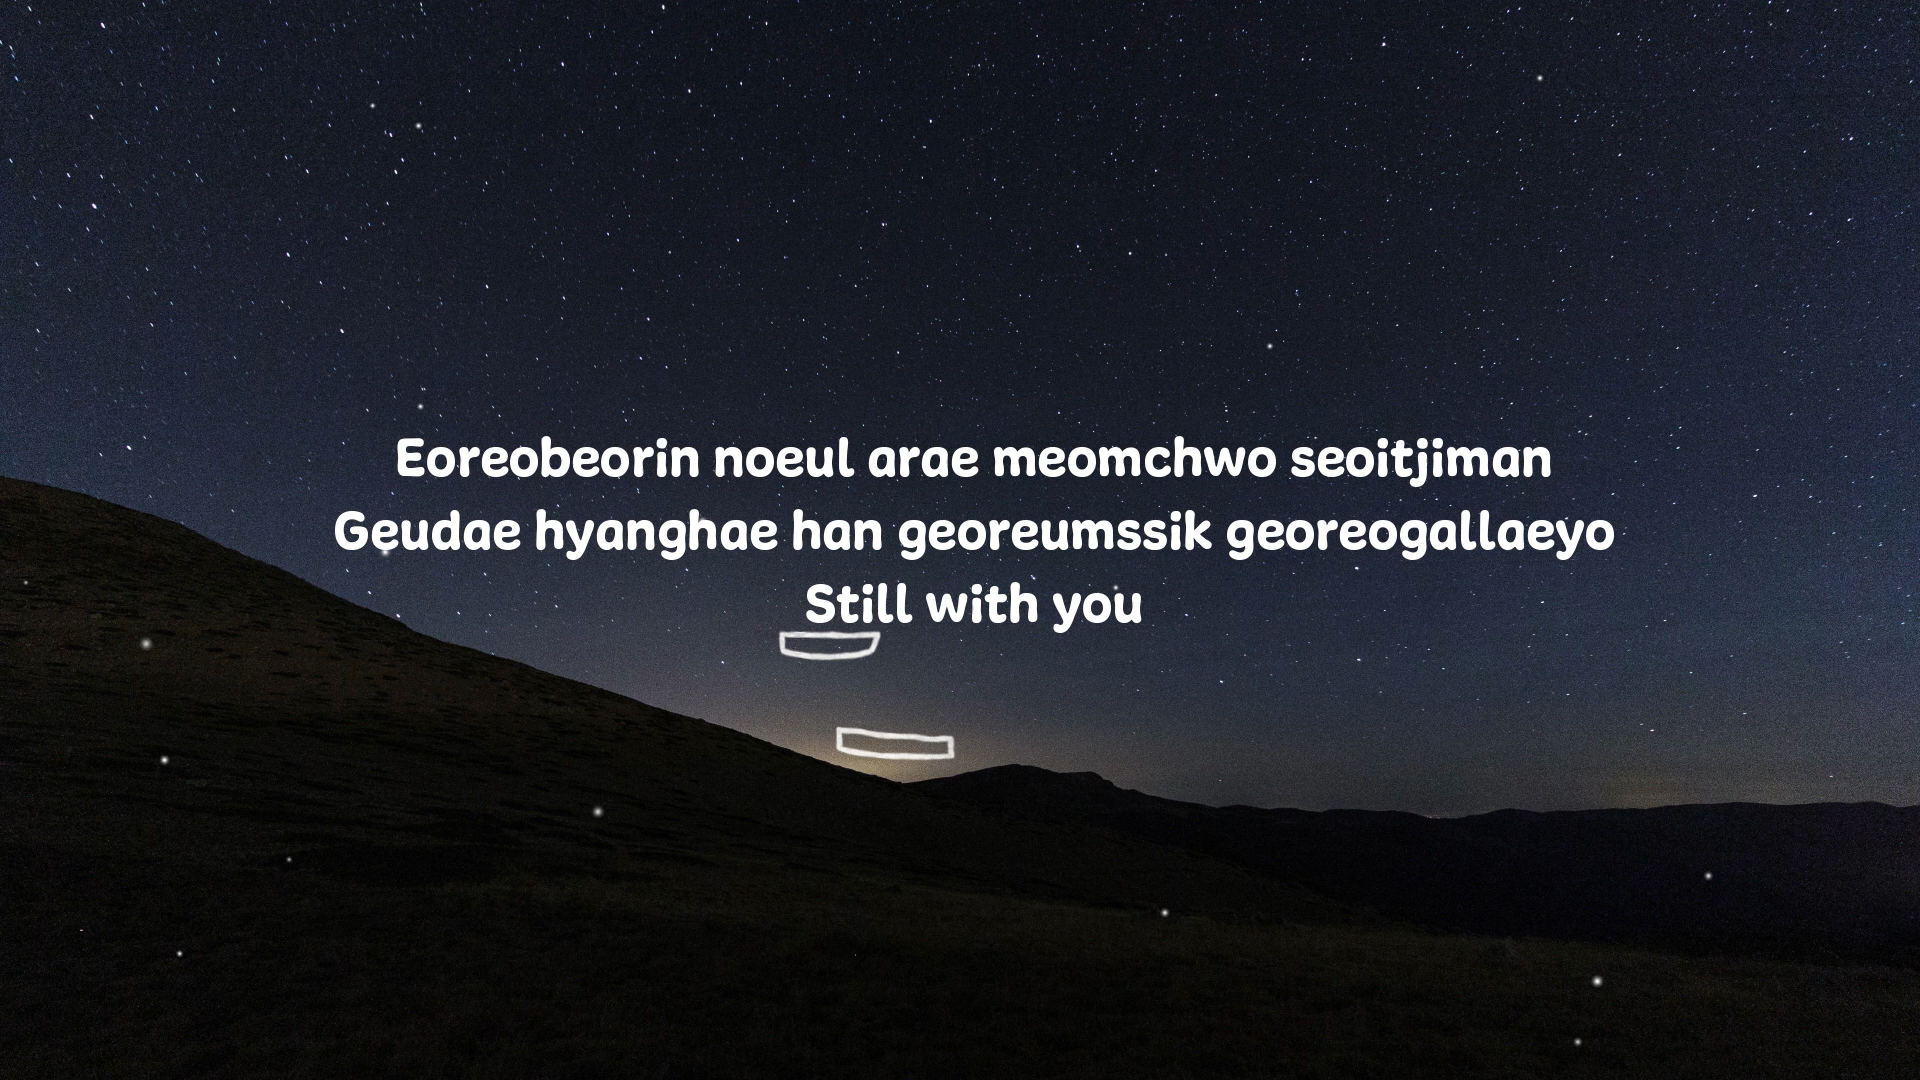 Eoreobeorin noeul arae meomchwo seoitjiman
Geudae hyanghae han georeumssik georeogallaeyo
Still with you